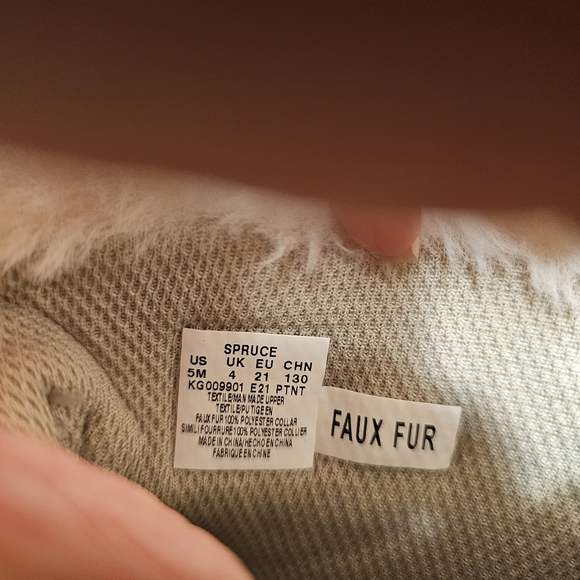 SPRUCE
US UK EU CHN
5M 4 21 130
KG009901 E21 PTNT
TEXTILE/MAN MADE UPPER
TEXTILE/PUTIGE EN
FAUX FUR 100% POLYESTER COLLAR
SIMILI FOURRURE 100% POLYESTER COLLIER
MADE IN CHINA/HECHO EN CHINA
FABRIQUE EN CHINE
FAUX FUR